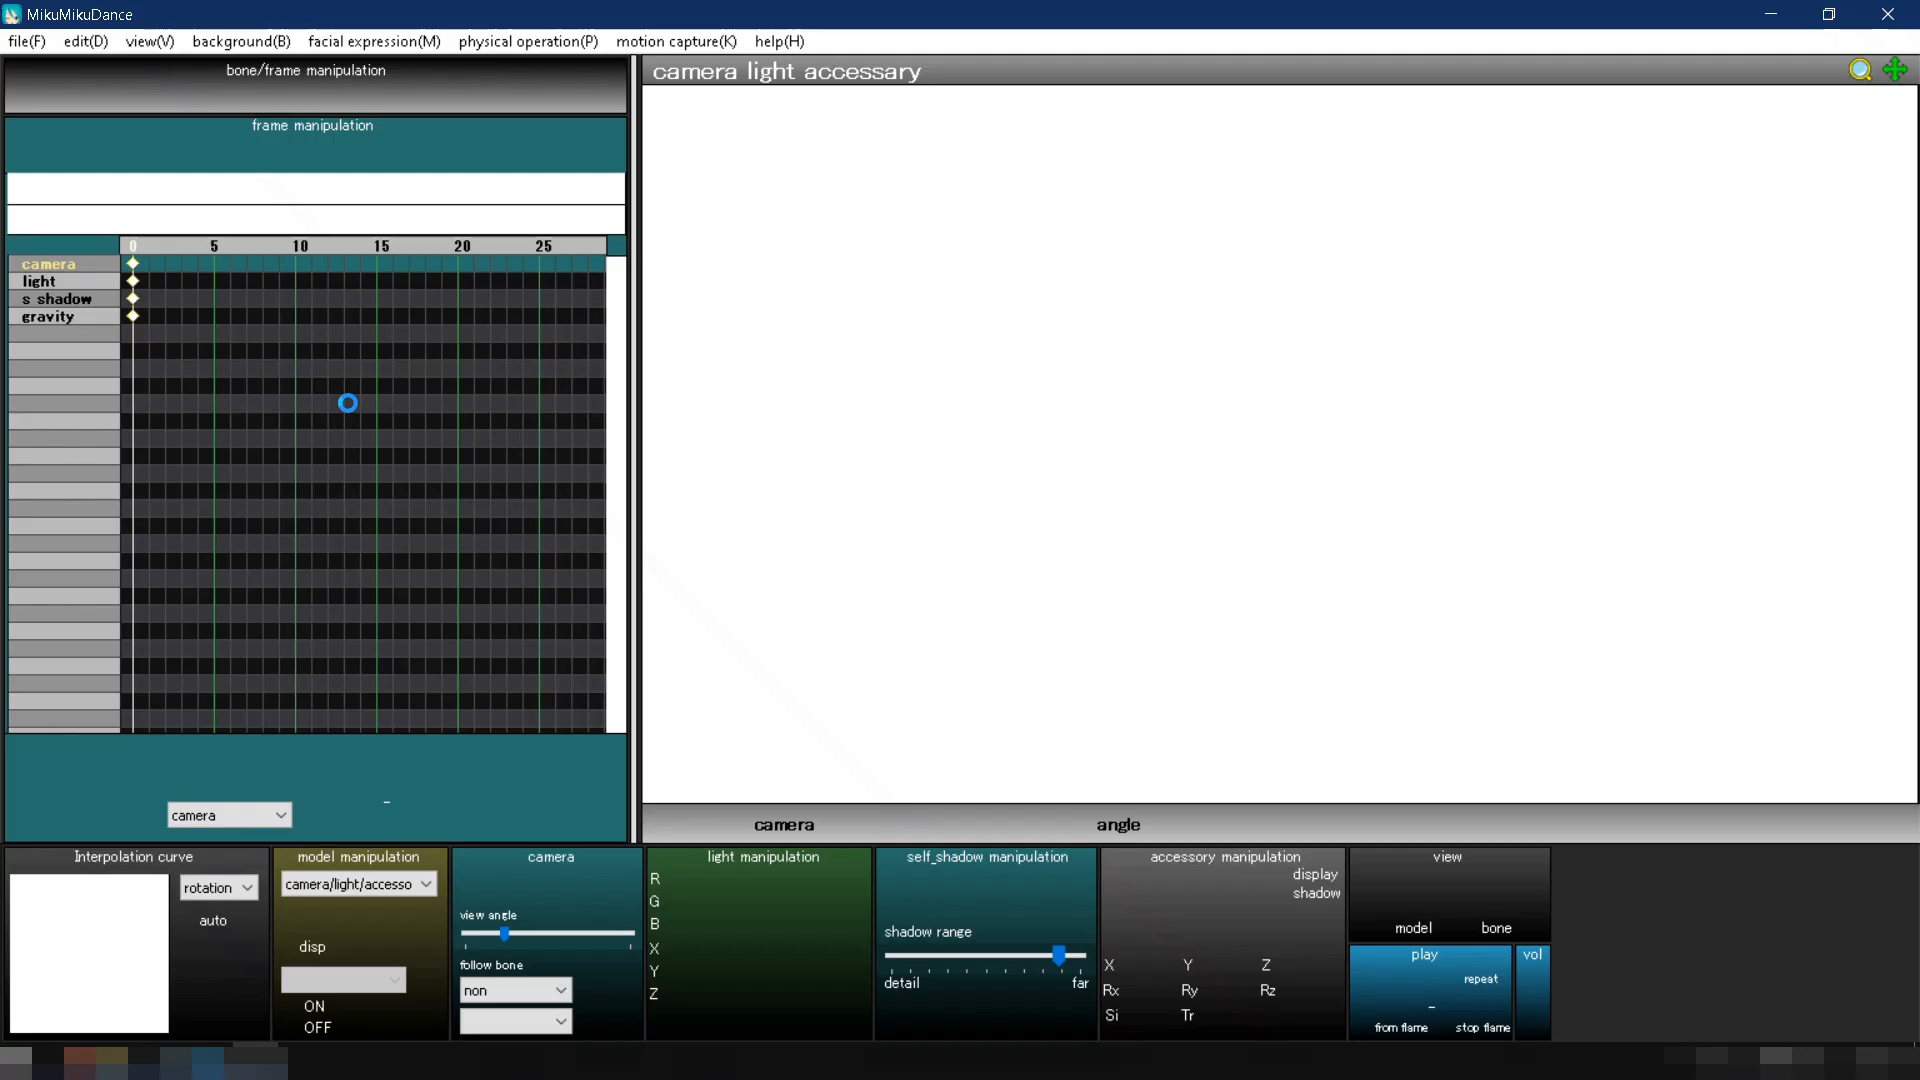 MikuMikuDance
file(F) edit(D) view(V) background(B) facial expression(M) physical operation(P) motion capture(K) help(H)
bone/frame manipulation
camera light accessary
frame manipulation
0 5 10 15 20 25
camera
light
s shadow
gravity
camera
-
camera angle
Interpolation curve
rotation
auto
model manipulation
camera/light/accesso
disp
ON
OFF
camera
view angle
follow bone
non
light manipulation
R
G
B
X
Y
Z
self_shadow manipulation
shadow range
detail far
accessory manipulation
display
shadow
X Y Z
Rx Ry Rz
Si Tr
view
model bone
play
repeat
-
from flame stop flame
vol